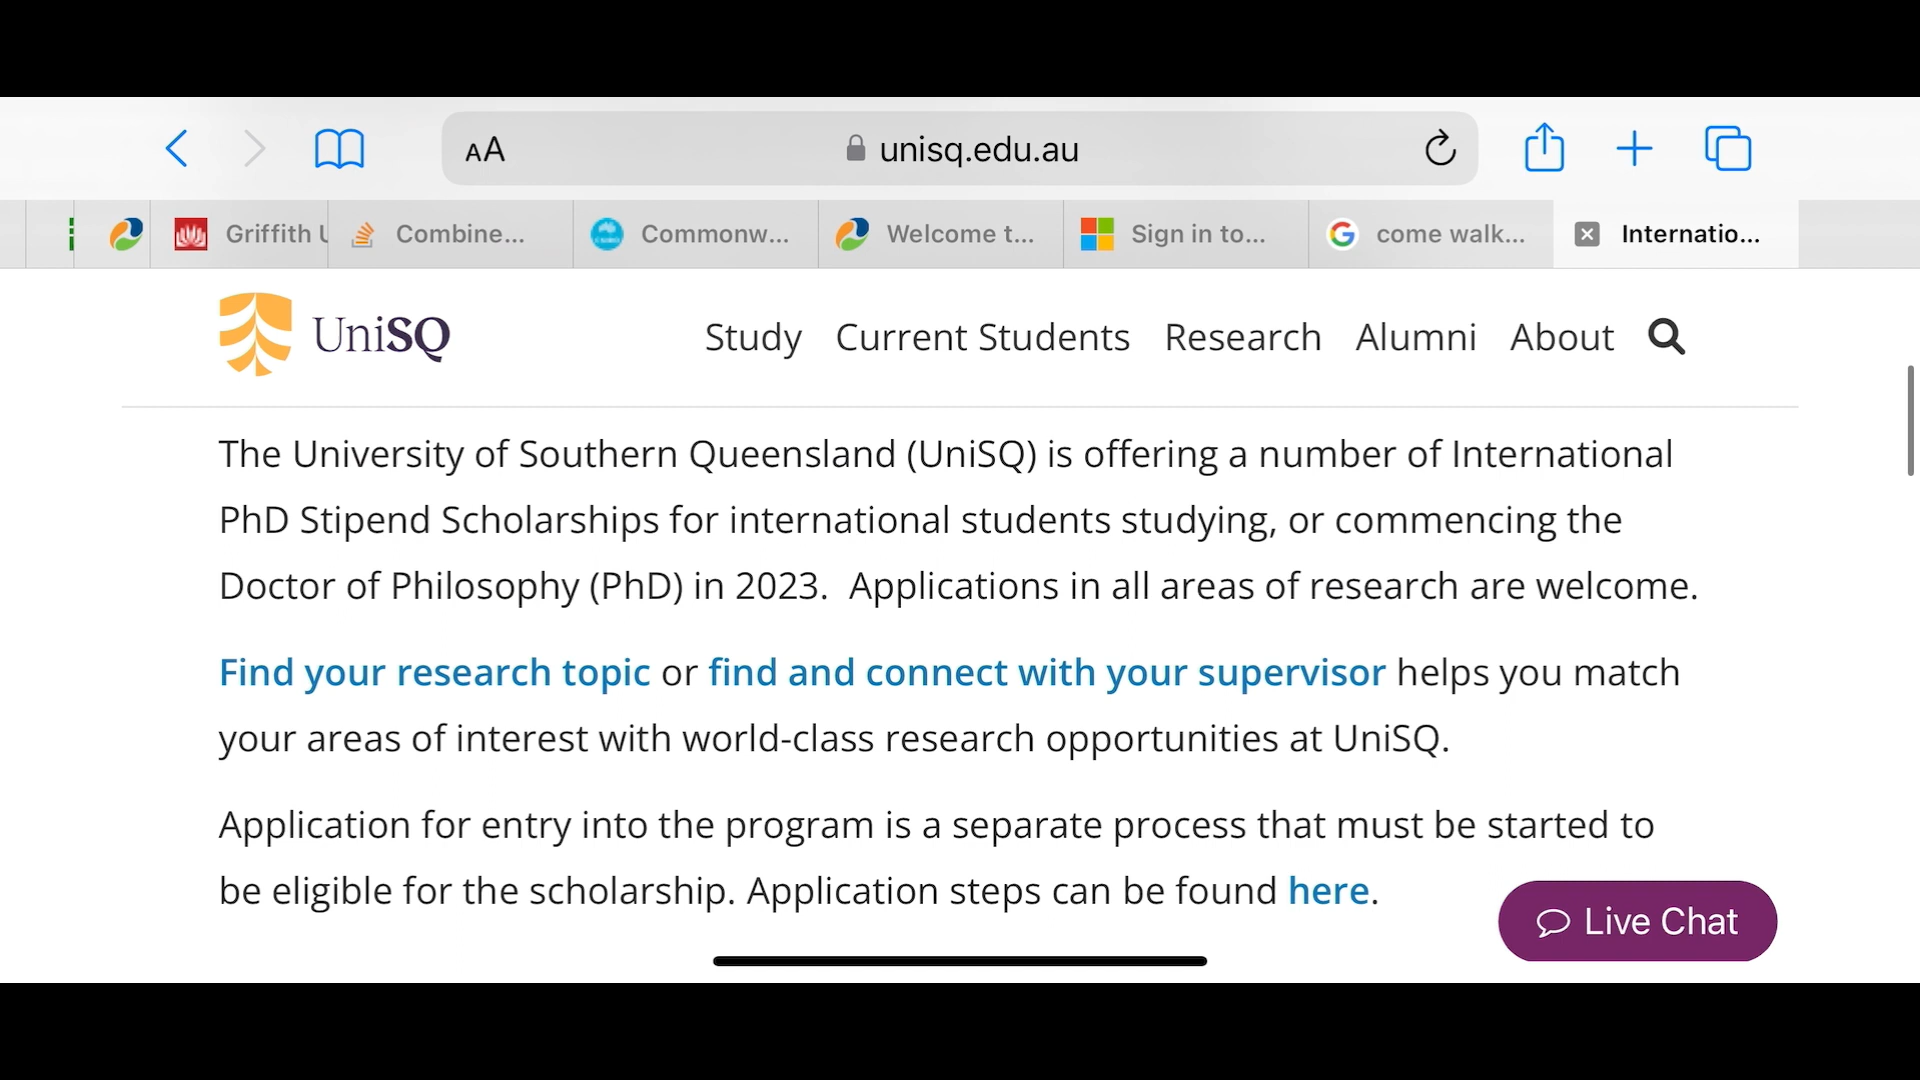 AA unisq.edu.au
Griffith U Combine... Commonw... Welcome t... Sign in to... come walk... Internatio...
UniSQ Study Current Students Research Alumni About
The University of Southern Queensland (UniSQ) is offering a number of International
PhD Stipend Scholarships for international students studying, or commencing the
Doctor of Philosophy (PhD) in 2023. Applications in all areas of research are welcome.
Find your research topic or find and connect with your supervisor helps you match
your areas of interest with world-class research opportunities at UniSQ.
Application for entry into the program is a separate process that must be started to
be eligible for the scholarship. Application steps can be found here.
Live Chat